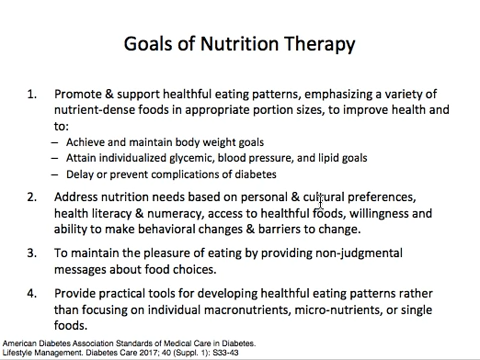 Goals of Nutrition Therapy
1. Promote & support healthful eating patterns, emphasizing a variety of
nutrient-dense foods in appropriate portion sizes, to improve health and
to:
– Achieve and maintain body weight goals
– Attain individualized glycemic, blood pressure, and lipid goals
– Delay or prevent complications of diabetes
2. Address nutrition needs based on personal & cultural preferences,
health literacy & numeracy, access to healthful foods, willingness and
ability to make behavioral changes & barriers to change.
3. To maintain the pleasure of eating by providing non-judgmental
messages about food choices.
4. Provide practical tools for developing healthful eating patterns rather
than focusing on individual macronutrients, micro-nutrients, or single
foods.
American Diabetes Association Standards of Medical Care in Diabetes.
Lifestyle Management. Diabetes Care 2017; 40 (Suppl. 1): S33-43